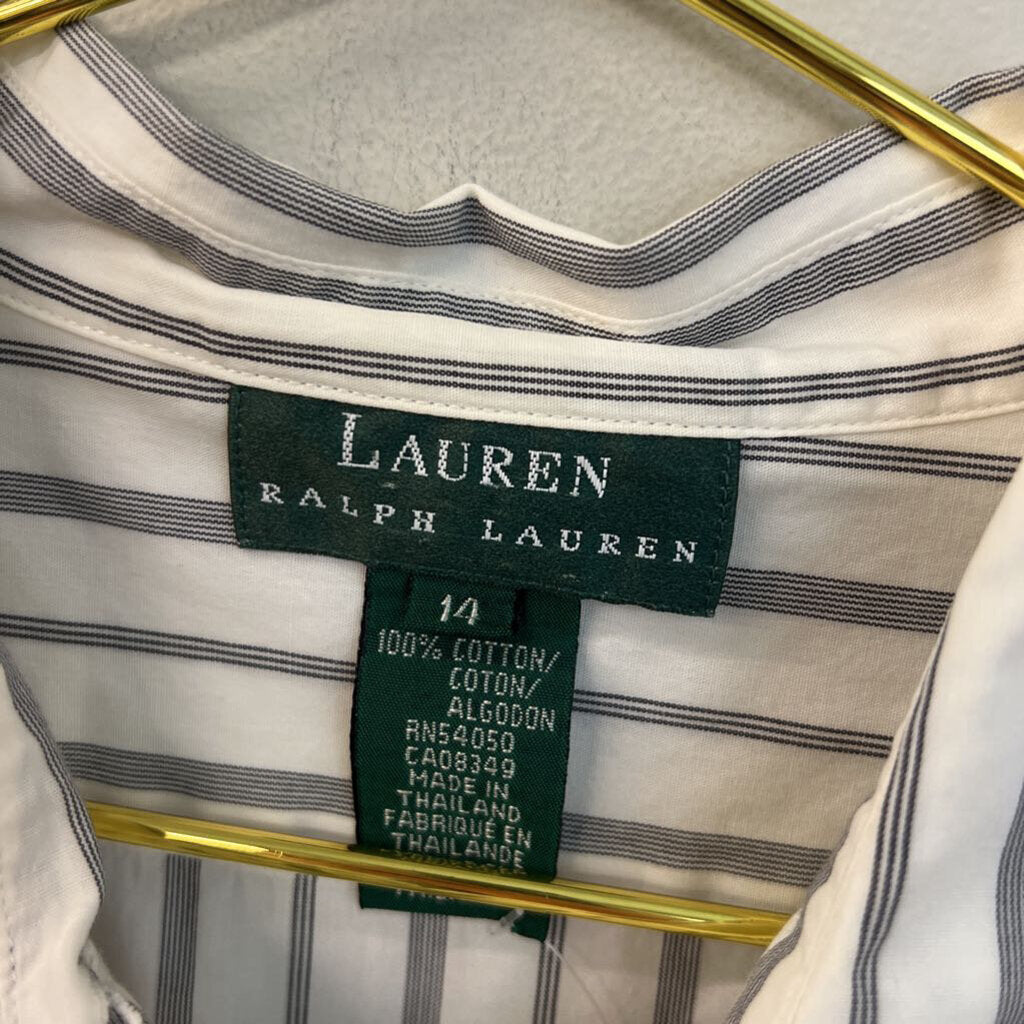 LAUREN
RALPH LAUREN
14
100% COTTON/
COTON/
ALGODON
RN54050
CA08349
MADE IN
THAILAND
FABRIQUÉ EN
THAILANDE